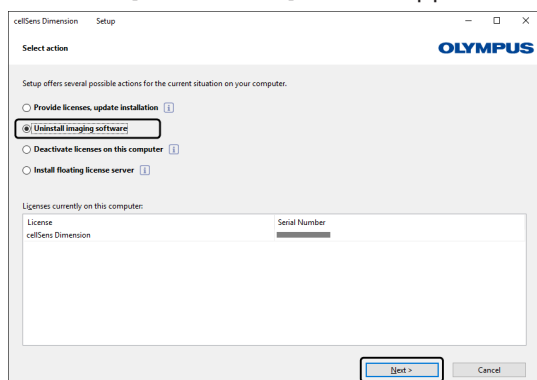 cellSens Dimension Setup
Select action
OLYMPUS
Setup offers several possible actions for the current situation on your computer.
Provide licenses, update installation i
Uninstall imaging software
Deactivate licenses on this computer i
Install floating license server i
Licenses currently on this computer:
License Serial Number
cellSens Dimension
Next > Cancel